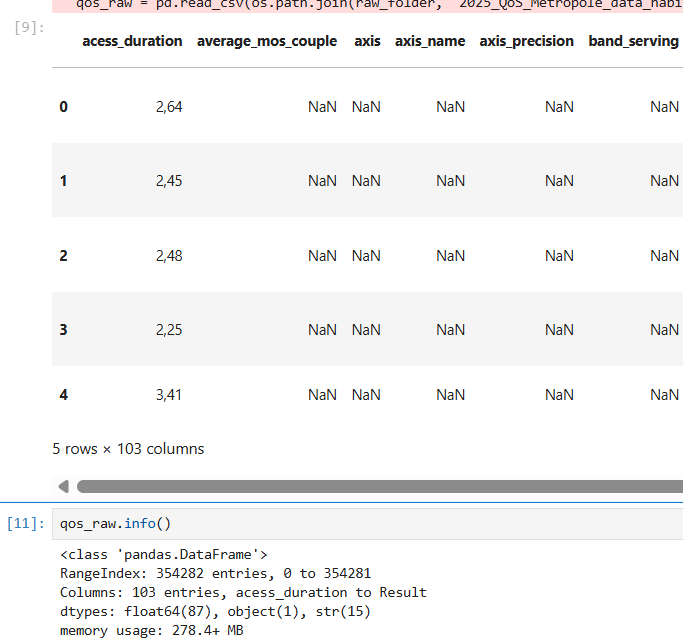 qos_raw = pd.read_csv(os.path.join(raw_folder, "2025_QoS_Metropole_data_habi
[9]:
acess_duration average_mos_couple axis axis_name axis_precision band_serving
0 2,64 NaN NaN NaN NaN NaN
1 2,45 NaN NaN NaN NaN NaN
2 2,48 NaN NaN NaN NaN NaN
3 2,25 NaN NaN NaN NaN NaN
4 3,41 NaN NaN NaN NaN NaN
5 rows × 103 columns
[11]: qos_raw.info()
<class 'pandas.DataFrame'>
RangeIndex: 354282 entries, 0 to 354281
Columns: 103 entries, acess_duration to Result
dtypes: float64(87), object(1), str(15)
memory usage: 278.4+ MB